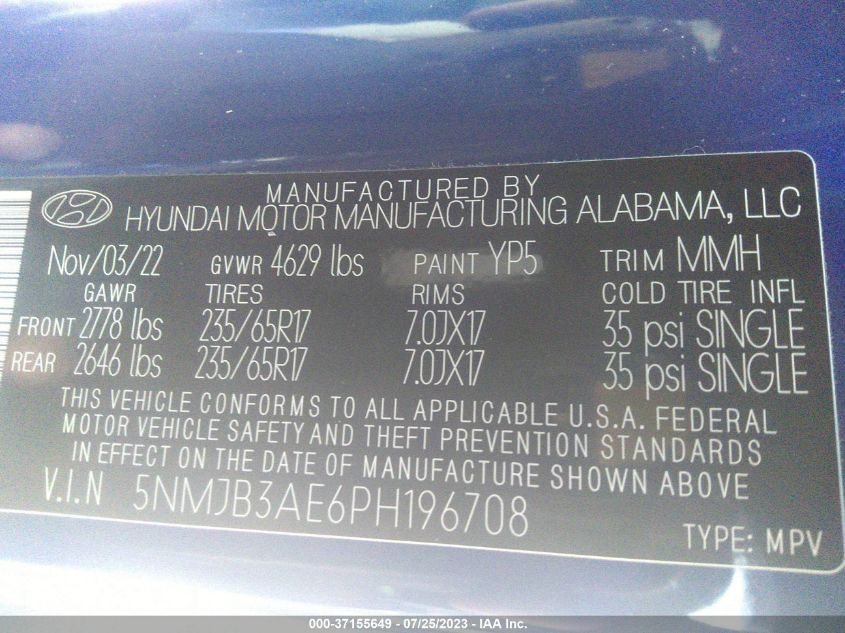 MANUFACTURED BY
HYUNDAI MOTOR MANUFACTURING ALABAMA, LLC
Nov/03/22 GVWR 4629 lbs PAINT YP5 TRIM MMH
GAWR TIRES RIMS COLD TIRE INFL
FRONT 2778 lbs 235/65R17 7.0JX17 35 psi SINGLE
REAR 2646 lbs 235/65R17 7.0JX17 35 psi SINGLE
THIS VEHICLE CONFORMS TO ALL APPLICABLE U.S.A. FEDERAL
MOTOR VEHICLE SAFETY AND THEFT PREVENTION STANDARDS
IN EFFECT ON THE DATE OF MANUFACTURE SHOWN ABOVE
V.I.N 5NMJB3AE6PH196708
TYPE: MPV
000-37155649 - 07/25/2023 - IAA Inc.